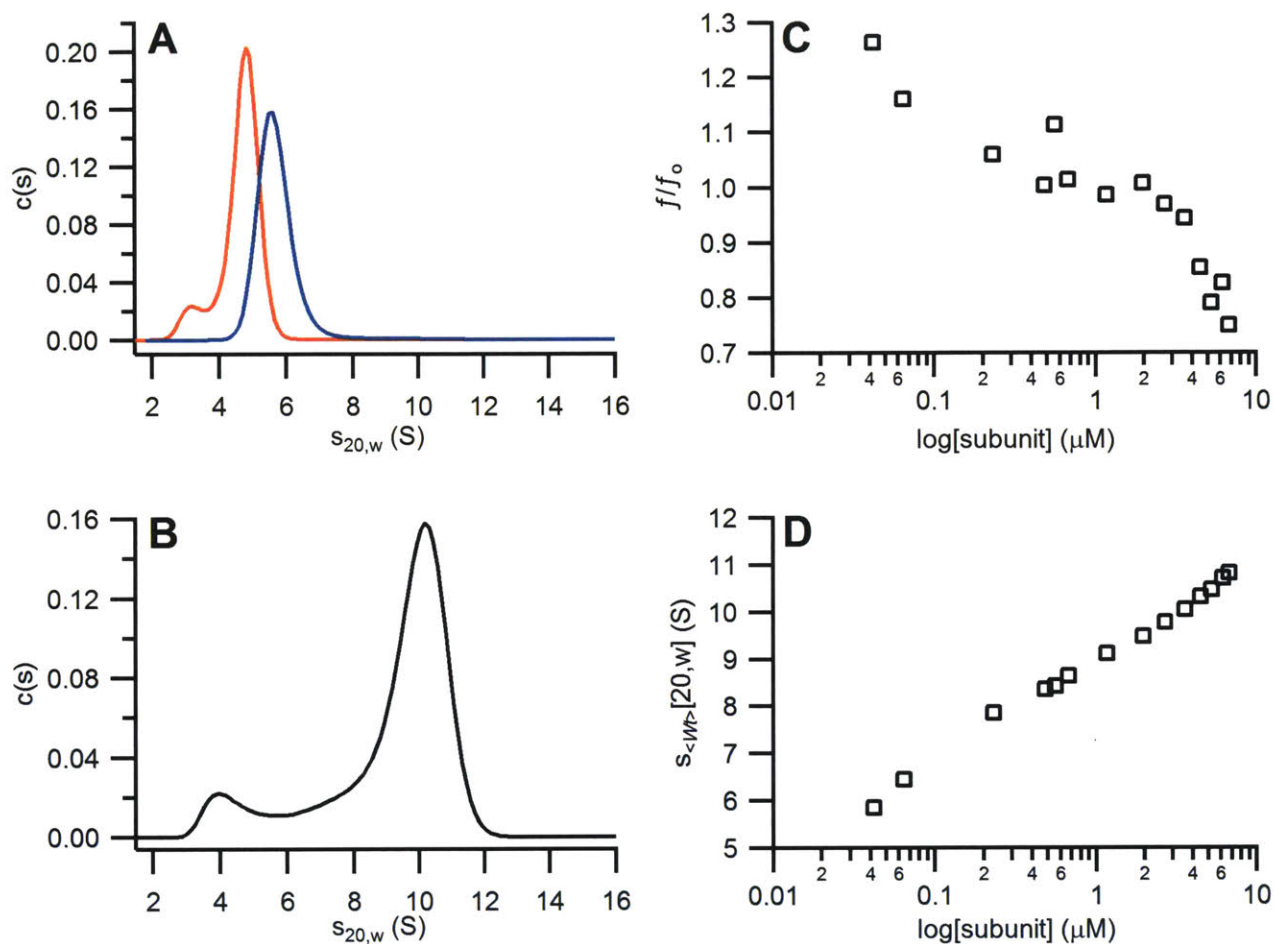 A
0.20
0.16
0.12
0.08
0.04
0.00
c(s)
2 4 6 8 10 12 14 16
s20,w (S)
C
1.3
1.2
1.1
1.0
0.9
0.8
0.7
f/fo
2 4 6 2 4 6 2 4 6
0.01 0.1 1 10
log[subunit] (μM)
B
0.16
0.12
0.08
0.04
0.00
c(s)
2 4 6 8 10 12 14 16
s20,w (S)
D
12
11
10
9
8
7
6
5
s<Wt>[20,w] (S)
2 4 6 2 4 6 2 4 6
0.01 0.1 1 10
log[subunit] (μM)